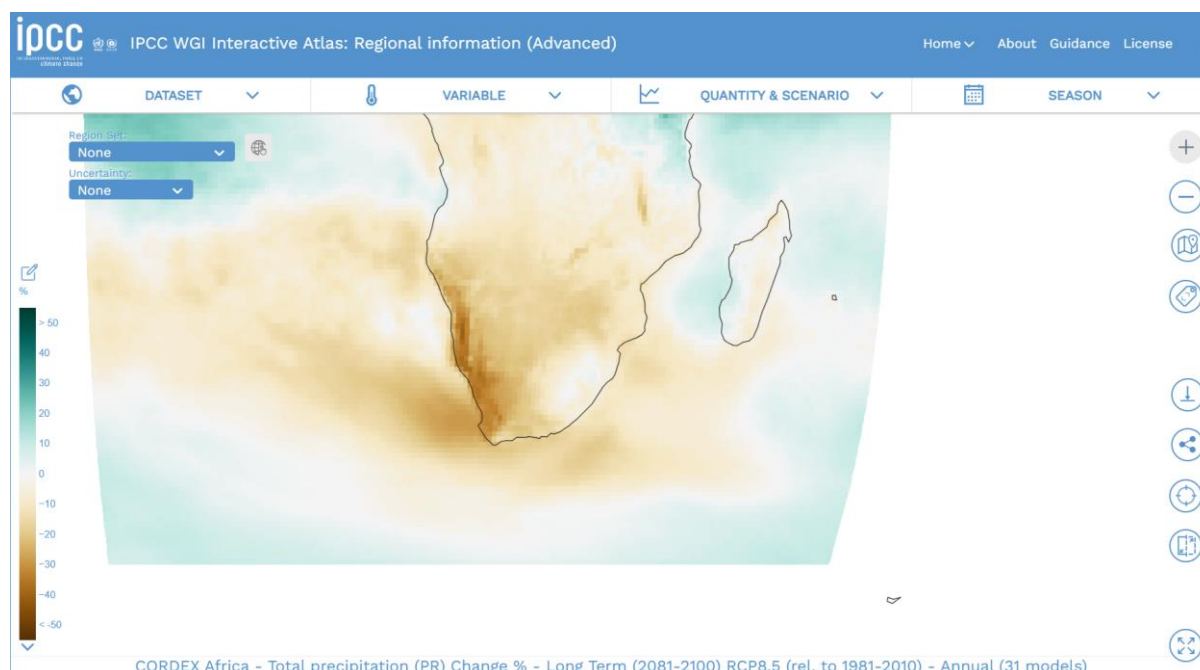 ipcc
climate change
IPCC WGI Interactive Atlas: Regional information (Advanced)
Home About Guidance License
DATASET VARIABLE QUANTITY & SCENARIO SEASON
Region Set:
None
Uncertainty:
None
%
> 50
40
30
20
10
0
−10
−20
−30
−40
< -50
CORDEX Africa - Total precipitation (PR) Change % - Long Term (2081-2100) RCP8.5 (rel. to 1981-2010) - Annual (31 models)